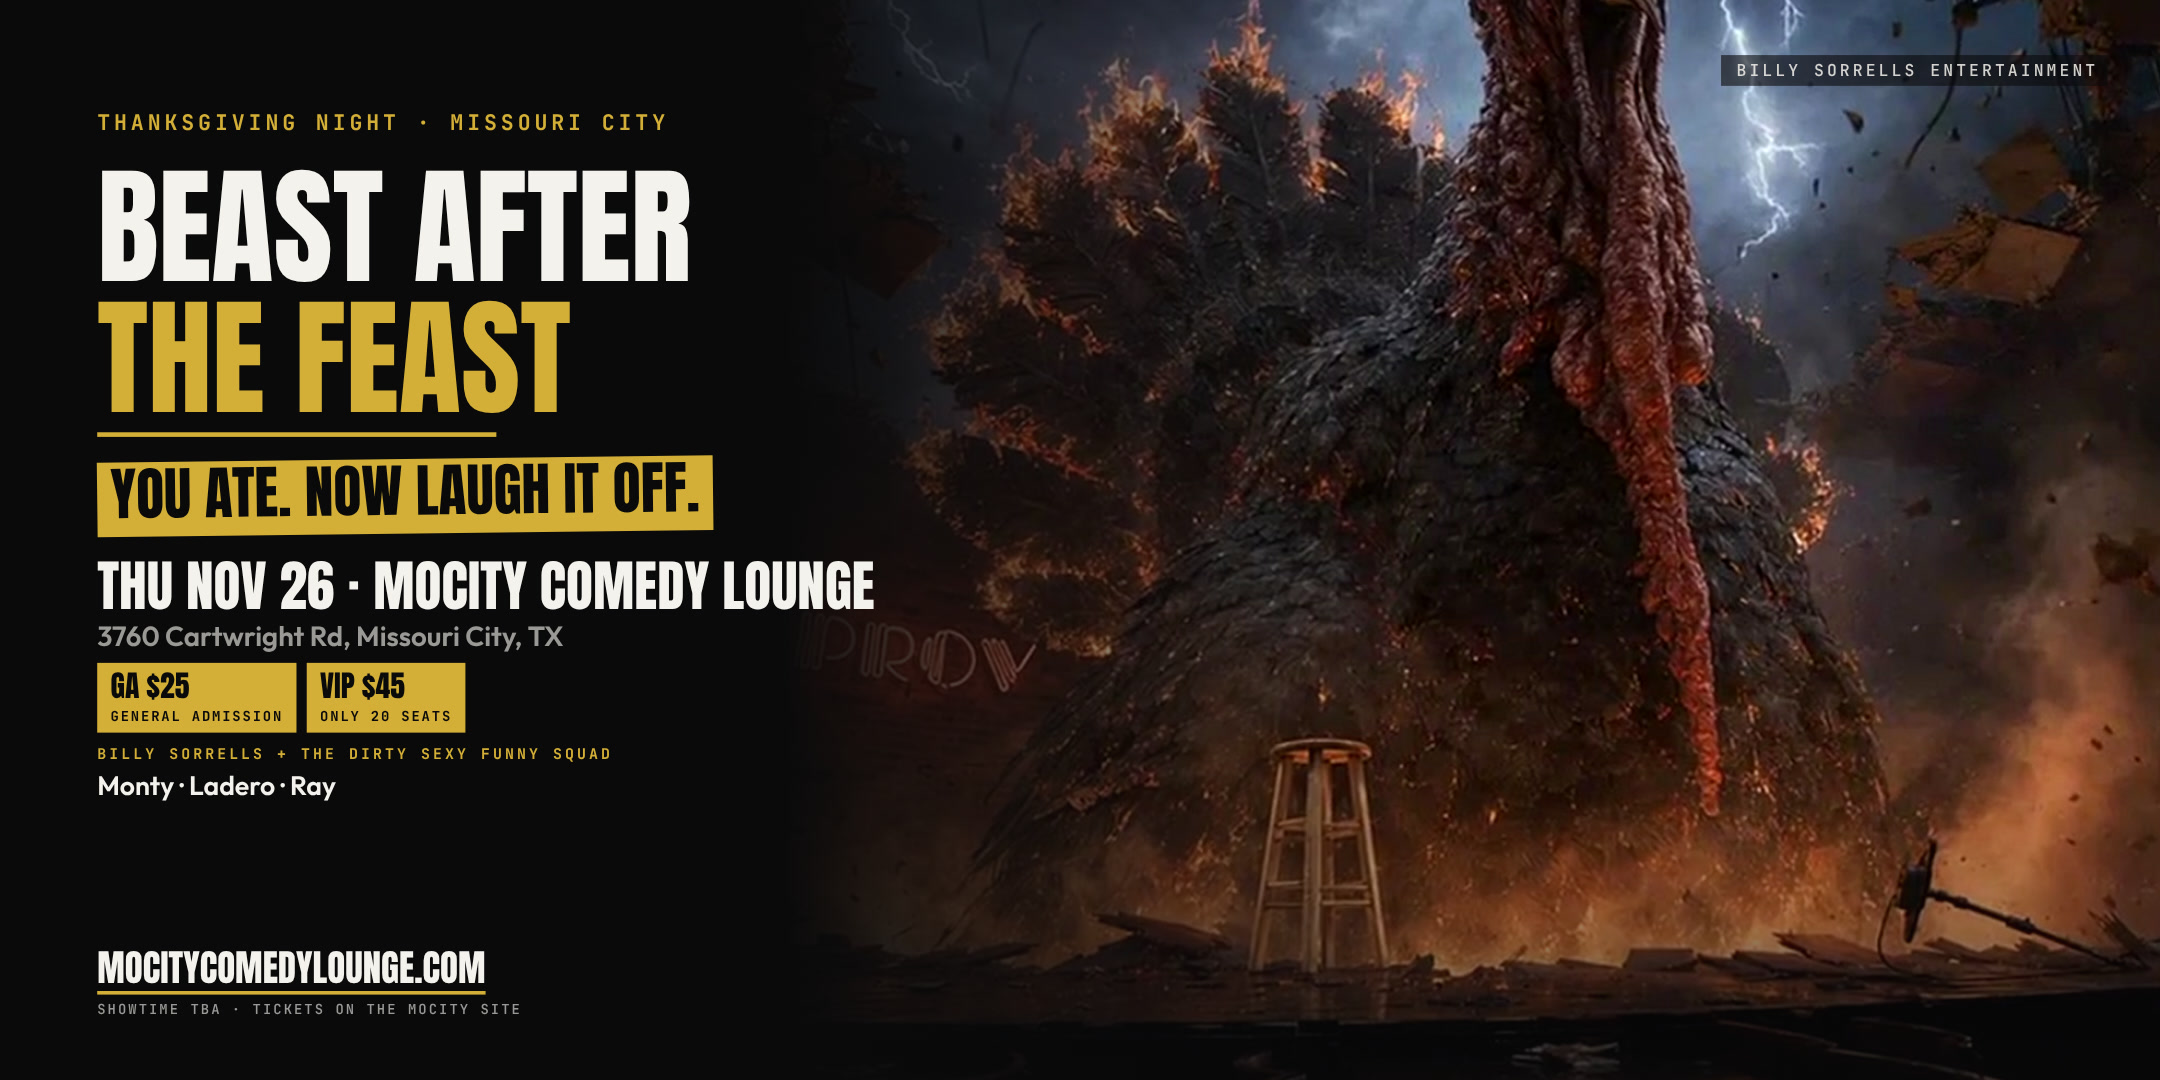 BILLY SORRELLS ENTERTAINMENT
THANKSGIVING NIGHT · MISSOURI CITY
BEAST AFTER
THE FEAST
YOU ATE. NOW LAUGH IT OFF.
THU NOV 26 · MOCITY COMEDY LOUNGE
3760 Cartwright Rd, Missouri City, TX
GA $25
GENERAL ADMISSION
VIP $45
ONLY 20 SEATS
BILLY SORRELLS + THE DIRTY SEXY FUNNY SQUAD
Monty · Ladero · Ray
MOCITYCOMEDYLOUNGE.COM
SHOWTIME TBA · TICKETS ON THE MOCITY SITE